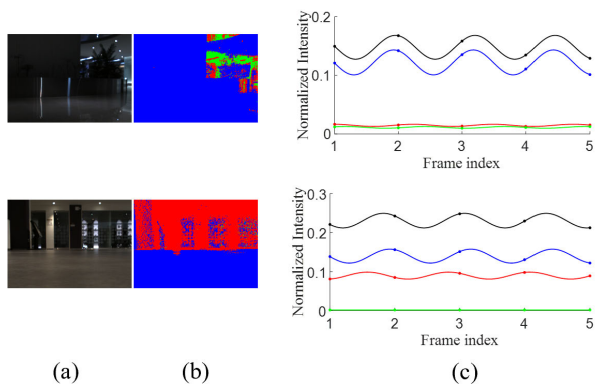 Normalized Intensity
0.2
0.1
0
1 2 3 4 5
Frame index
Normalized Intensity
0.3
0.2
0.1
0
1 2 3 4 5
Frame index
(a) (b) (c)